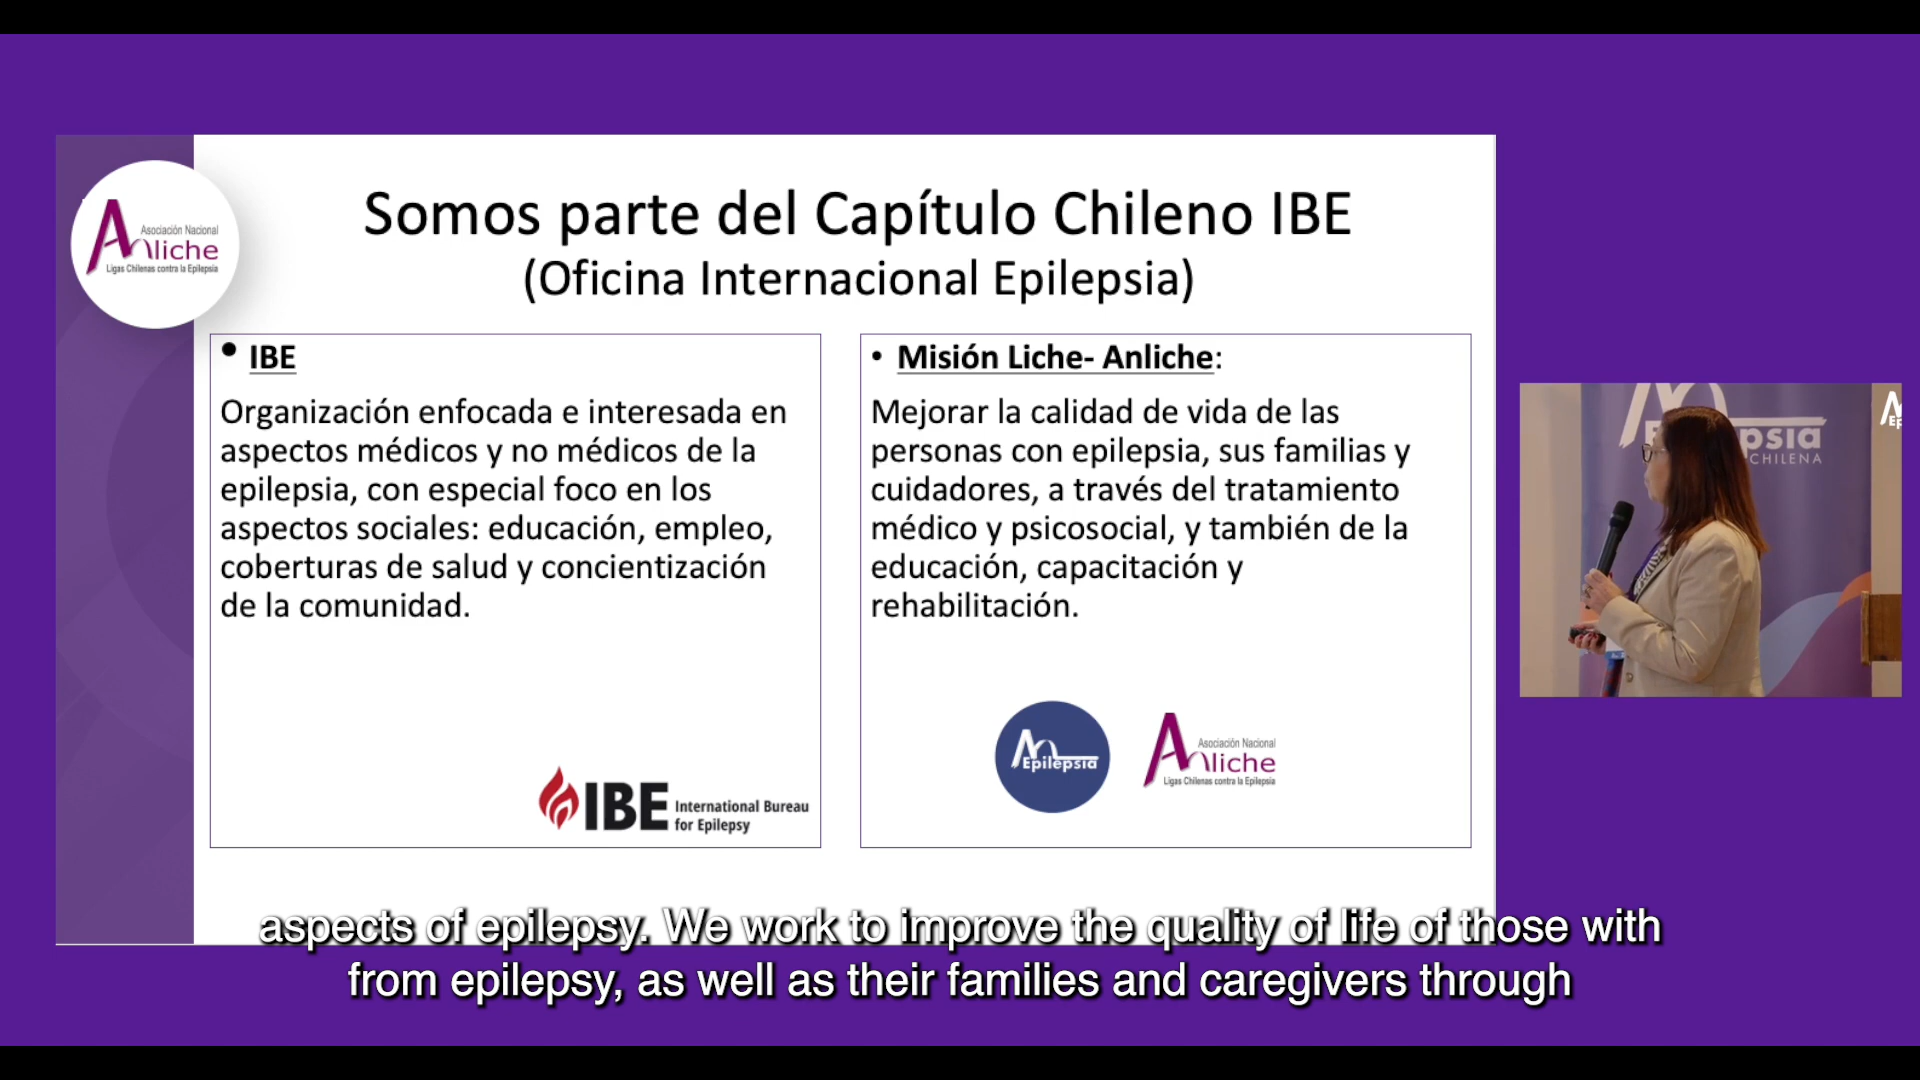 Asociación Nacional
Anliche
Ligas Chilenas contra la Epilepsia
Somos parte del Capítulo Chileno IBE
(Oficina Internacional Epilepsia)
• IBE
Organización enfocada e interesada en
aspectos médicos y no médicos de la
epilepsia, con especial foco en los
aspectos sociales: educación, empleo,
coberturas de salud y concientización
de la comunidad.
IBE International Bureau
for Epilepsy
• Misión Liche- Anliche:
Mejorar la calidad de vida de las
personas con epilepsia, sus familias y
cuidadores, a través del tratamiento
médico y psicosocial, y también de la
educación, capacitación y
rehabilitación.
Epilepsia
Asociación Nacional
Anliche
Ligas Chilenas contra la Epilepsia
CHILENA
aspects of epilepsy. We work to improve the quality of life of those with
from epilepsy, as well as their families and caregivers through